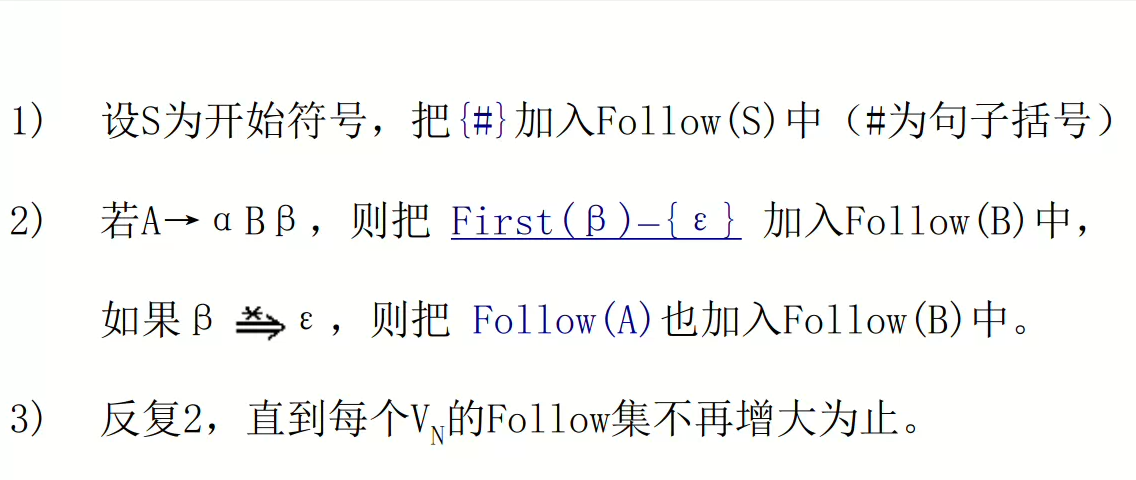 1) 设S为开始符号，把{#}加入Follow(S)中（#为句子括号）
2) 若A→αBβ，则把 First(β)—{ε} 加入Follow(B)中，
如果β ⇒* ε，则把 Follow(A)也加入Follow(B)中。
3) 反复2，直到每个V_N的Follow集不再增大为止。